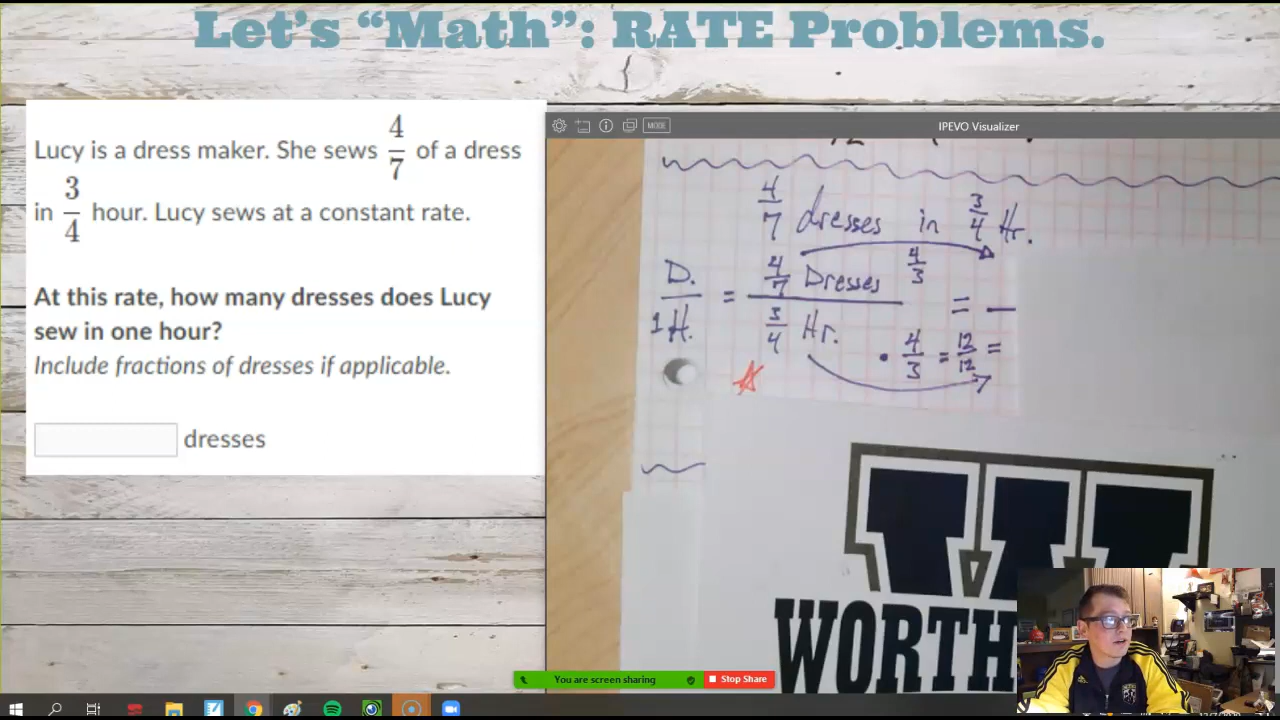 Let's "Math": RATE Problems.
Lucy is a dress maker. She sews 4/7 of a dress
in 3/4 hour. Lucy sews at a constant rate.
At this rate, how many dresses does Lucy
sew in one hour?
Include fractions of dresses if applicable.
dresses
MODE
IPEVO Visualizer
4/7 dresses in 3/4 Hr.
D./1H. = 4/7 Dresses / 3/4 Hr. =
4/3
· 4/3 = 12/12 =
W
WORTH
You are screen sharing
Stop Share